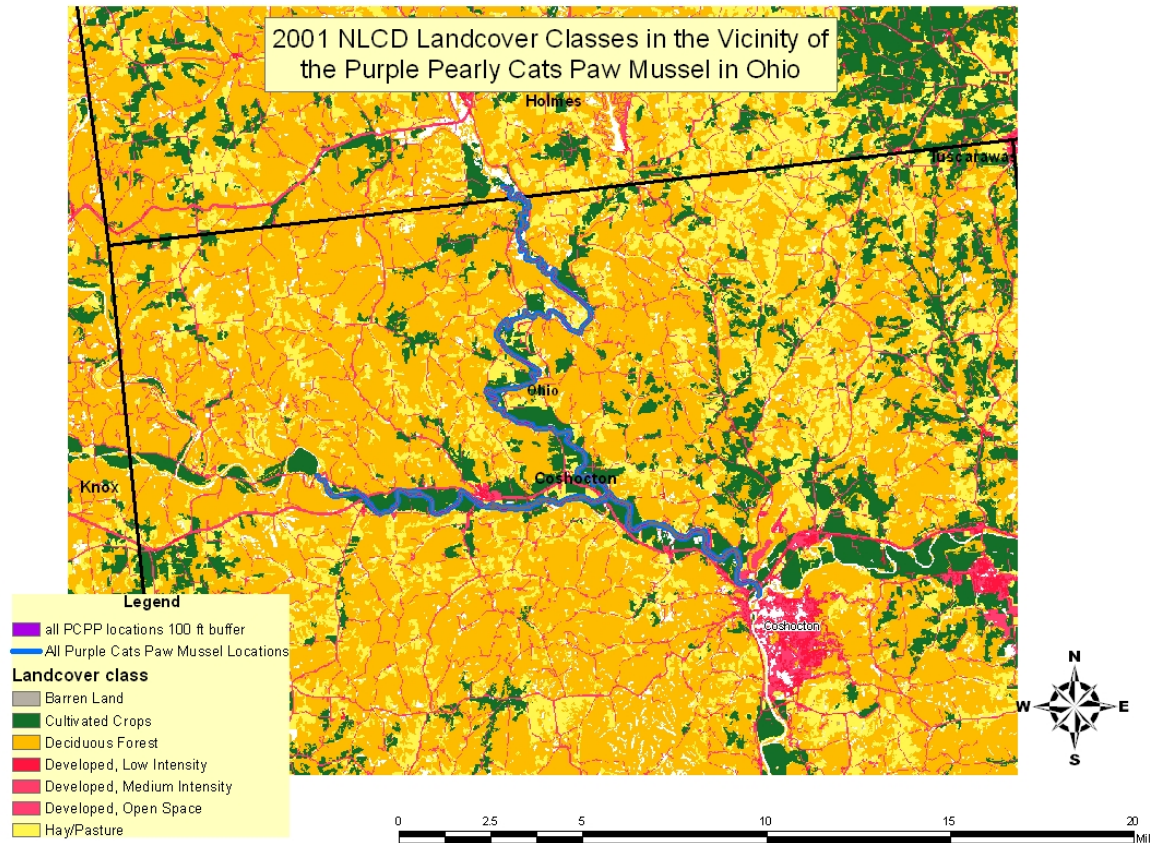 2001 NLCD Landcover Classes in the Vicinity of
the Purple Pearly Cats Paw Mussel in Ohio
Holmes
Tuscarawas
Ohio
Coshocton
Knox
Coshocton
Legend
all PCPP locations 100 ft buffer
All Purple Cats Paw Mussel Locations
Landcover class
Barren Land
Cultivated Crops
Deciduous Forest
Developed, Low Intensity
Developed, Medium Intensity
Developed, Open Space
Hay/Pasture
N
W E
S
0 2.5 5 10 15 20
Mil